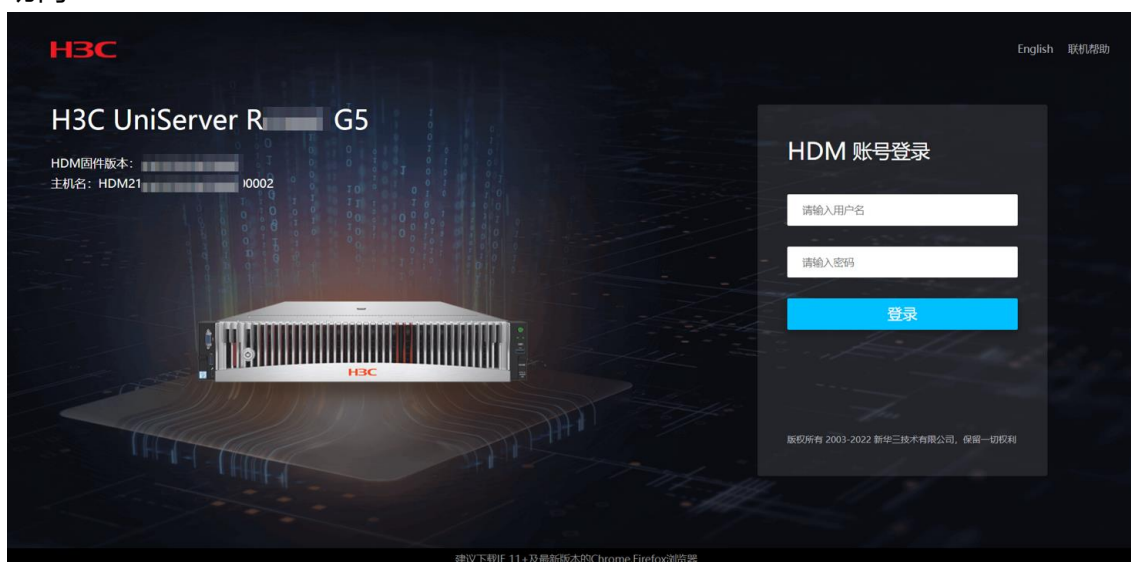 H3C
English 联机帮助
H3C UniServer R G5
HDM固件版本：
主机名：HDM21 0002
HDM 账号登录
请输入用户名
请输入密码
登录
H3C
版权所有 2003-2022 新华三技术有限公司，保留一切权利
建议下载IE 11+及最新版本的Chrome Firefox浏览器